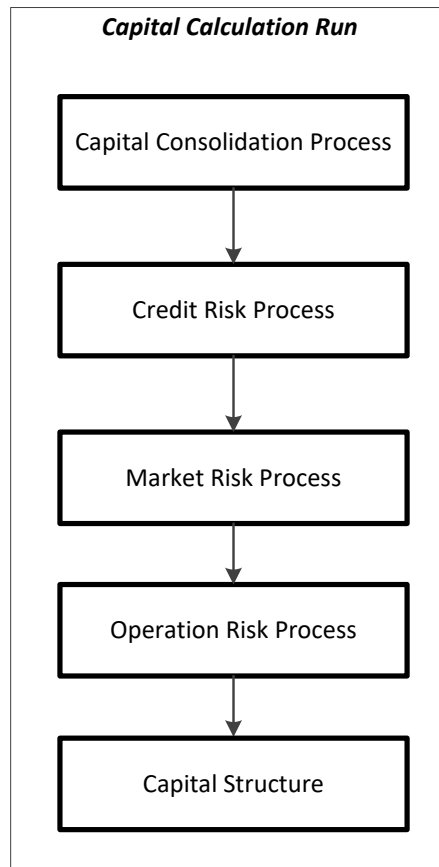 Capital Calculation Run
Capital Consolidation Process
Credit Risk Process
Market Risk Process
Operation Risk Process
Capital Structure